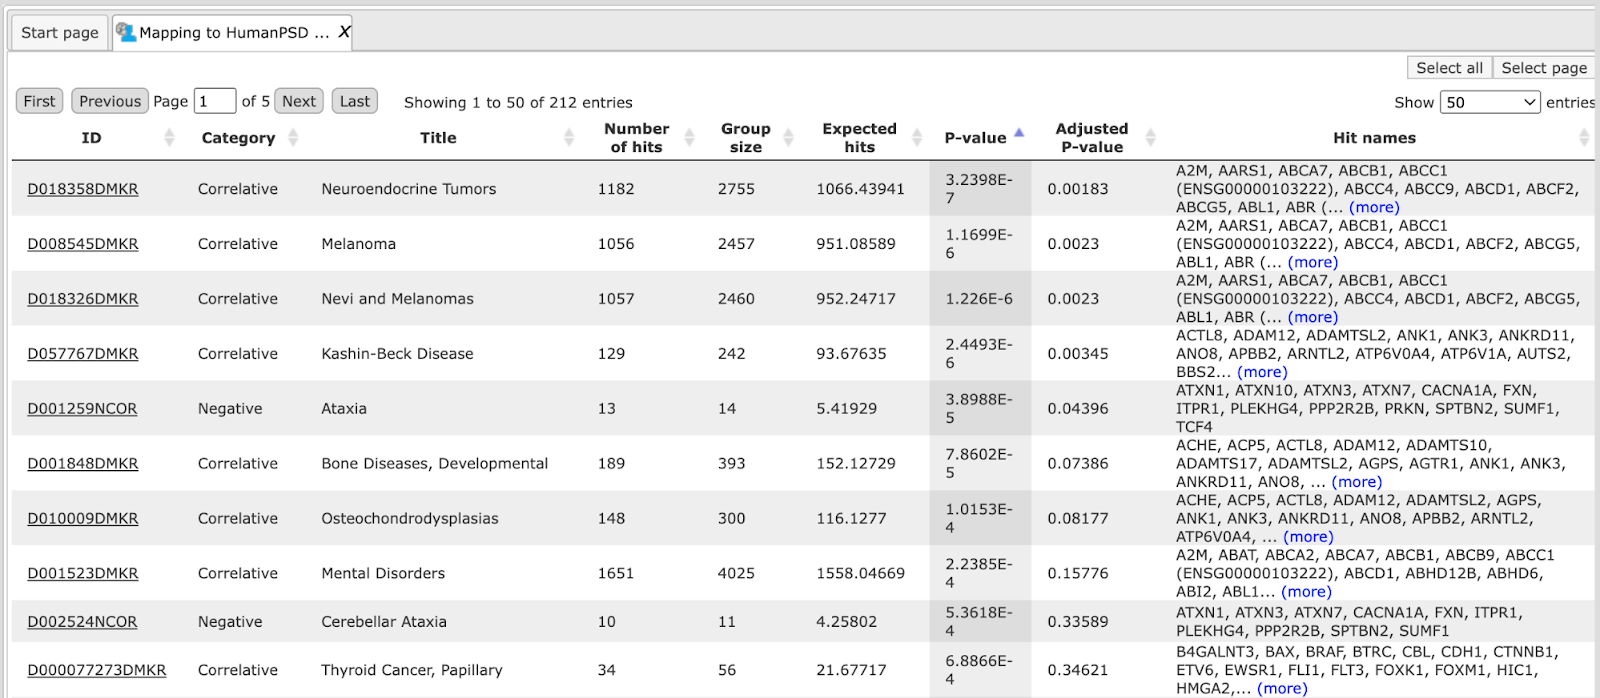 Start page
Mapping to HumanPSD ... X
Select all Select page
First Previous Page 1 of 5 Next Last Showing 1 to 50 of 212 entries Show 50 entries
ID Category Title Number of hits Group size Expected hits P-value Adjusted P-value Hit names
D018358DMKR Correlative Neuroendocrine Tumors 1182 2755 1066.43941 3.2398E-7 0.00183 A2M, AARS1, ABCA7, ABCB1, ABCC1
(ENSG00000103222), ABCC4, ABCC9, ABCD1, ABCF2,
ABCG5, ABL1, ABR (... (more)
D008545DMKR Correlative Melanoma 1056 2457 951.08589 1.1699E-6 0.0023 A2M, AARS1, ABCA7, ABCB1, ABCC1
(ENSG00000103222), ABCC4, ABCD1, ABCF2, ABCG5,
ABL1, ABR (... (more)
D018326DMKR Correlative Nevi and Melanomas 1057 2460 952.24717 1.226E-6 0.0023 A2M, AARS1, ABCA7, ABCB1, ABCC1
(ENSG00000103222), ABCC4, ABCD1, ABCF2, ABCG5,
ABL1, ABR (... (more)
D057767DMKR Correlative Kashin-Beck Disease 129 242 93.67635 2.4493E-6 0.00345 ACTL8, ADAM12, ADAMTSL2, ANK1, ANK3, ANKRD11,
ANO8, APBB2, ARNTL2, ATP6V0A4, ATP6V1A, AUTS2,
BBS2... (more)
D001259NCOR Negative Ataxia 13 14 5.41929 3.8988E-5 0.04396 ATXN1, ATXN10, ATXN3, ATXN7, CACNA1A, FXN,
ITPR1, PLEKHG4, PPP2R2B, PRKN, SPTBN2, SUMF1,
TCF4
D001848DMKR Correlative Bone Diseases, Developmental 189 393 152.12729 7.8602E-5 0.07386 ACHE, ACP5, ACTL8, ADAM12, ADAMTS10,
ADAMTS17, ADAMTSL2, AGPS, AGTR1, ANK1, ANK3,
ANKRD11, ANO8, ... (more)
D010009DMKR Correlative Osteochondrodysplasias 148 300 116.1277 1.0153E-4 0.08177 ACHE, ACP5, ACTL8, ADAM12, ADAMTSL2, AGPS,
ANK1, ANK3, ANKRD11, ANO8, APBB2, ARNTL2,
ATP6V0A4, ... (more)
D001523DMKR Correlative Mental Disorders 1651 4025 1558.04669 2.2385E-4 0.15776 A2M, ABAT, ABCA2, ABCA7, ABCB1, ABCB9, ABCC1
(ENSG00000103222), ABCD1, ABHD12B, ABHD6,
ABI2, ABL1... (more)
D002524NCOR Negative Cerebellar Ataxia 10 11 4.25802 5.3618E-4 0.33589 ATXN1, ATXN3, ATXN7, CACNA1A, FXN, ITPR1,
PLEKHG4, PPP2R2B, SPTBN2, SUMF1
D000077273DMKR Correlative Thyroid Cancer, Papillary 34 56 21.67717 6.8866E-4 0.34621 B4GALNT3, BAX, BRAF, BTRC, CBL, CDH1, CTNNB1,
ETV6, EWSR1, FLI1, FLT3, FOXK1, FOXM1, HIC1,
HMGA2,... (more)